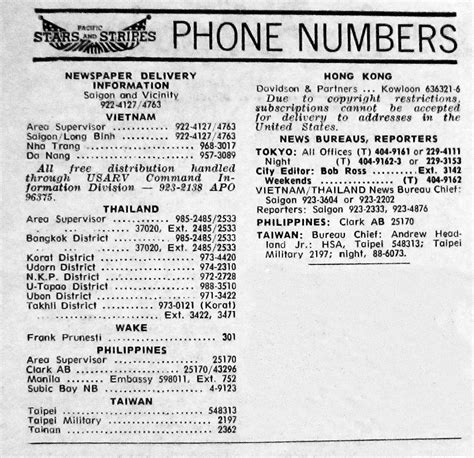 PACIFIC
STARS AND STRIPES
PHONE NUMBERS
NEWSPAPER DELIVERY
INFORMATION
Saigon and Vicinity
922-4127/4763
VIETNAM
Area Supervisor ........ 922-4127/4763
Saigon/Long Binh ....... 922-4127/4763
Nha Trang .................. 968-3017
Da Nang .................... 957-3089
All free distribution handled
through USARV Command In-
formation Division — 923-2138 APO
96375.
THAILAND
Area Supervisor ........ 985-2485/2533
.......... 37020, Ext. 2485/2533
Bangkok District ....... 985-2485/2533
.......... 37020, Ext. 2485/2533
Korat District ............. 973-4420
Udorn District ............. 974-2310
N.K.P. District ............ 972-2728
U-Tapao District ........... 988-3510
Ubon District .............. 971-3422
Takhli District ..... 973-0121 (Korat)
.................. Ext. 3422, 3471
WAKE
Frank Prunesti .................. 301
PHILIPPINES
Area Supervisor ............... 25170
Clark AB ................ 25170/43296
Manila ..... Embassy 598011, Ext. 752
Subic Bay NB ................. 4-9123
TAIWAN
Taipei ....................... 548313
Taipei Military ................ 2197
Tainan ......................... 2362
HONG KONG
Davidson & Partners ... Kowloon 636321-6
Due to copyright restrictions,
subscriptions cannot be accepted
for delivery to addresses in the
United States.
NEWS BUREAUS, REPORTERS
TOKYO: All Offices (T) 404-9161 or 229-4111
Night ........ (T) 404-9162-3 or 229-3153
City Editor: Bob Ross ........ Ext. 3142
Weekends ............... (T) 404-9162
VIETNAM/THAILAND News Bureau Chief:
Saigon 923-3604 or 923-2202
Reporters: Saigon 923-2333, 923-4876
PHILIPPINES: Clark AB 25170
TAIWAN: Bureau Chief: Andrew Head-
land Jr.: HSA, Taipei 548313; Taipei
Military 2197; night, 88-6073.